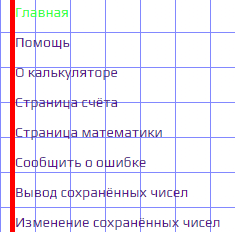 Главная
Помощь
О калькуляторе
Страница счёта
Страница математики
Сообщить о ошибке
Вывод сохранённых чисел
Изменение сохранённых чисел